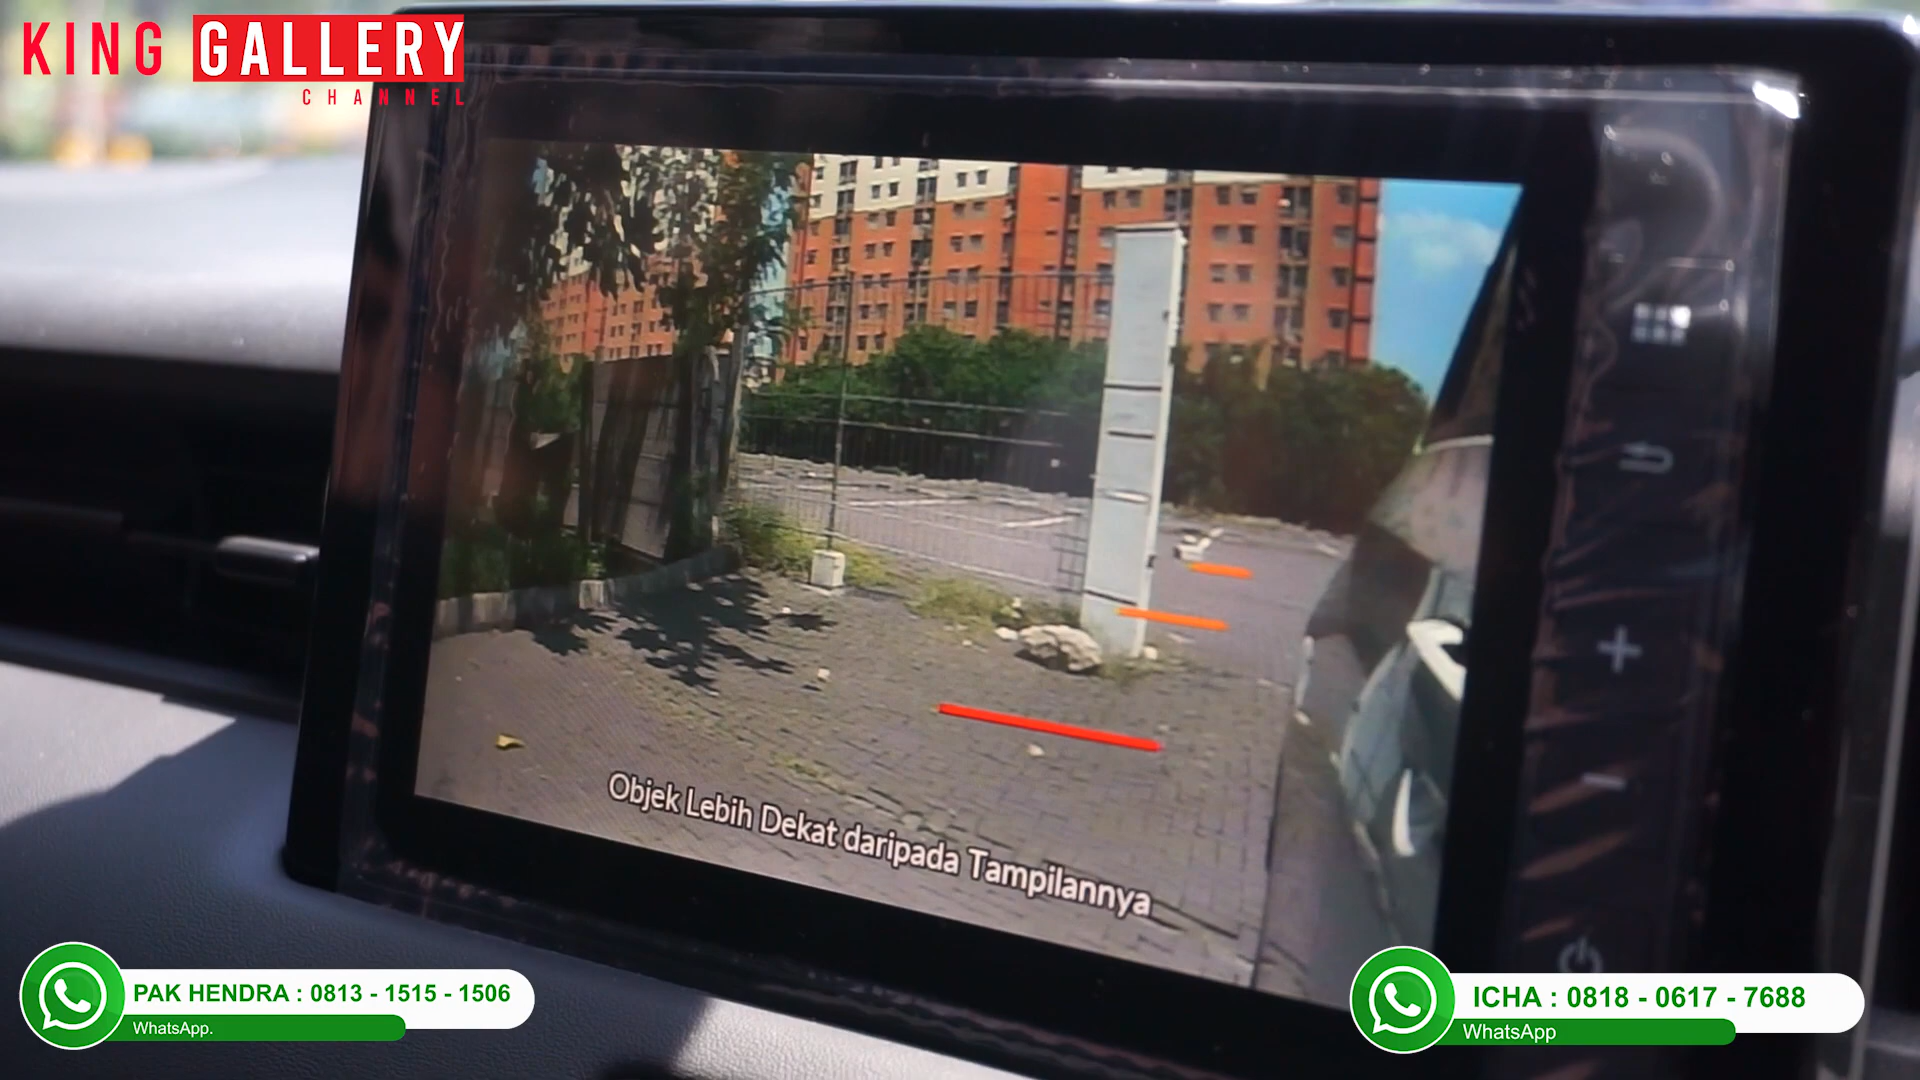 KING GALLERY
CHANNEL
Objek Lebih Dekat daripada Tampilannya
PAK HENDRA : 0813 - 1515 - 1506
WhatsApp.
ICHA : 0818 - 0617 - 7688
WhatsApp